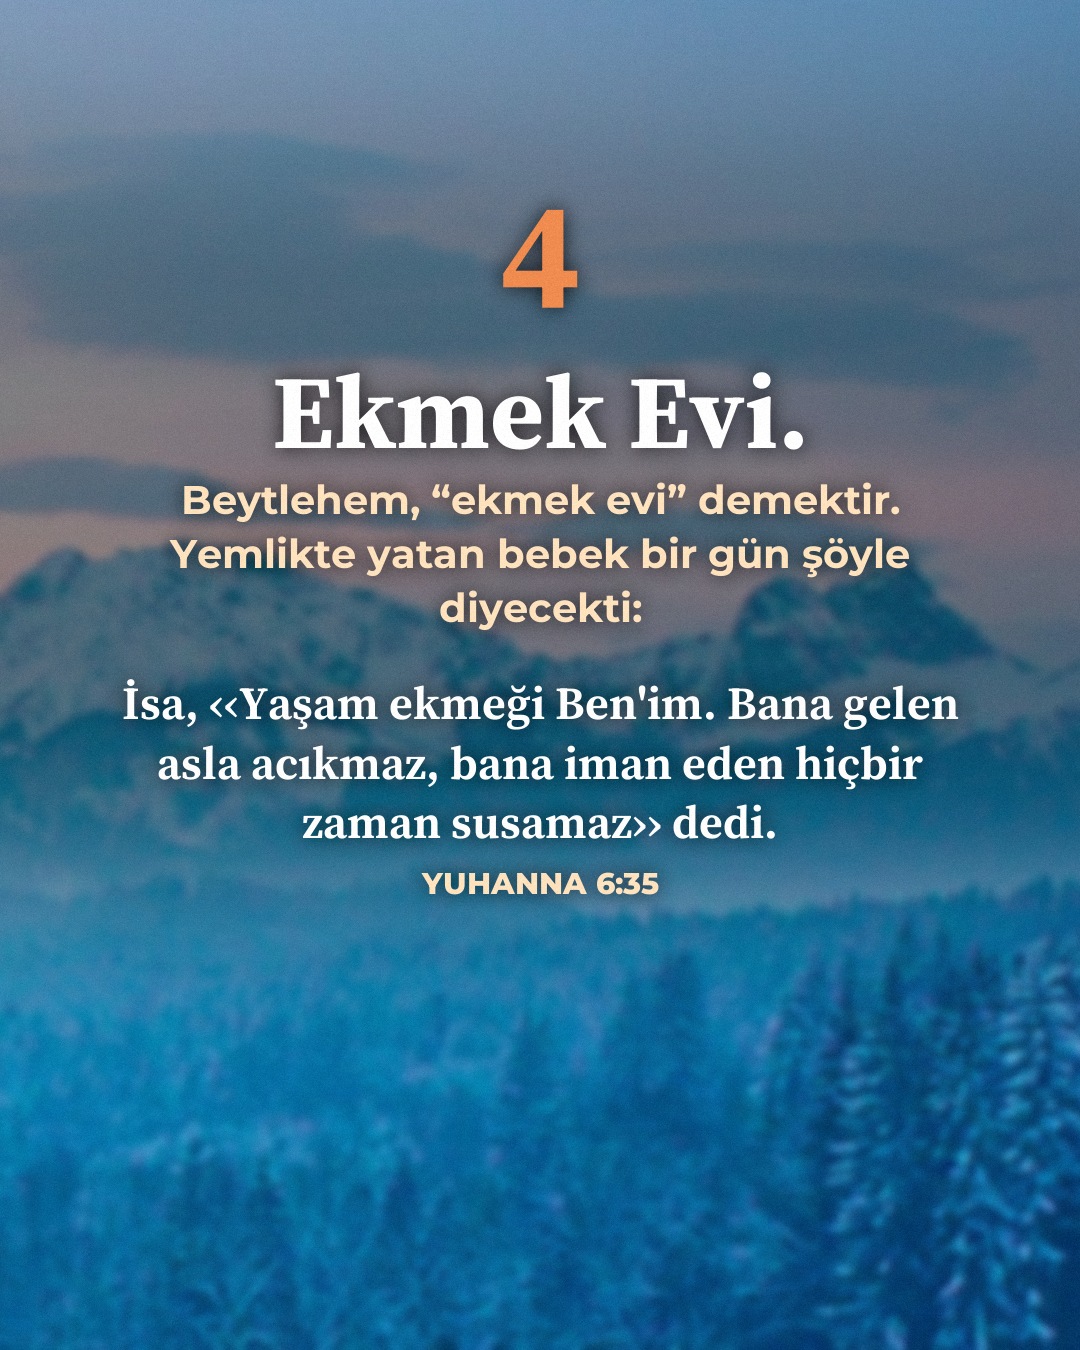 4
Ekmek Evi.
Beytlehem, “ekmek evi” demektir.
Yemlikte yatan bebek bir gün şöyle
diyecekti:
İsa, ‹‹Yaşam ekmeği Ben'im. Bana gelen
asla acıkmaz, bana iman eden hiçbir
zaman susamaz›› dedi.
YUHANNA 6:35